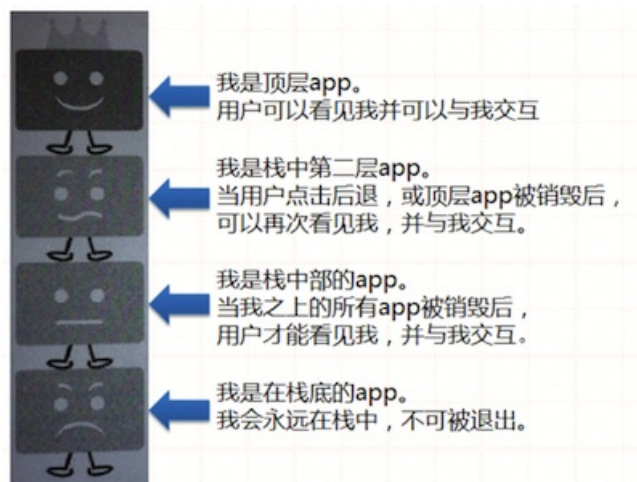 我是顶层app。
用户可以看见我并可以与我交互
我是栈中第二层app。
当用户点击后退，或顶层app被销毁后，
可以再次看见我，并与我交互。
我是栈中部的app。
当我之上的所有app被销毁后，
用户才能看见我，并与我交互。
我是在栈底的app。
我会永远在栈中，不可被退出。